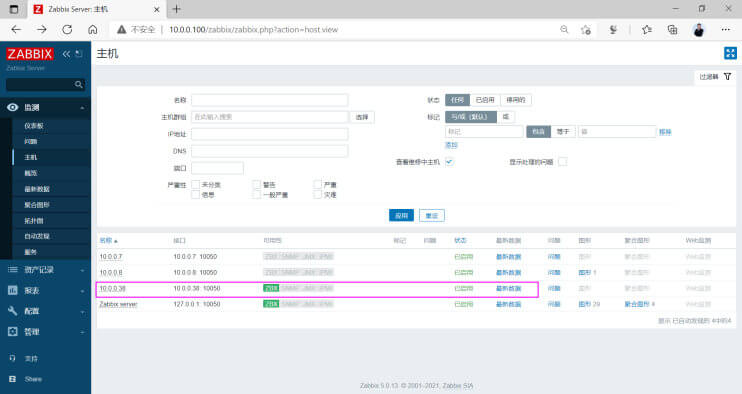 Zabbix Server: 主机
不安全 10.0.0.100/zabbix/zabbix.php?action=host.view
ZABBIX
Zabbix Server
监测
仪表板
问题
主机
概览
最新数据
聚合图形
拓扑图
自动发现
服务
资产记录
报表
配置
管理
支持
Share
主机
过滤器
名称
主机群组 在此输入搜索 选择
IP地址
DNS
端口
严重性 未分类 警告 严重
信息 一般严重 灾难
状态 任何 已启用 停用的
标记 与/或（默认） 或
标记 包含 等于 值 移除
添加
查看维修中主机 显示处理的问题
应用 重设
名称 接口 可用性 标记 问题 状态 最新数据 问题 图形 聚合图形 Web监测
10.0.0.7 10.0.0.7: 10050 ZBX SNMP JMX IPMI 已启用 最新数据 问题 图形 聚合图形 Web监测
10.0.0.8 10.0.0.8: 10050 ZBX SNMP JMX IPMI 已启用 最新数据 问题 图形 1 聚合图形 Web监测
10.0.0.38 10.0.0.38: 10050 ZBX SNMP JMX IPMI 已启用 最新数据 问题 图形 聚合图形 Web监测
Zabbix server 127.0.0.1: 10050 ZBX SNMP JMX IPMI 已启用 最新数据 问题 图形 29 聚合图形 4 Web监测
显示 已自动发现的 4中的4
Zabbix 5.0.13. © 2001–2021, Zabbix SIA